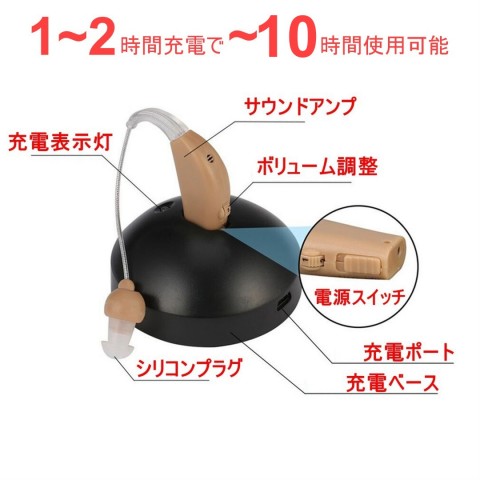 1~2時間充電で~10時間使用可能
サウンドアンプ
充電表示灯
ボリューム調整
電源スイッチ
充電ポート
シリコンプラグ
充電ベース